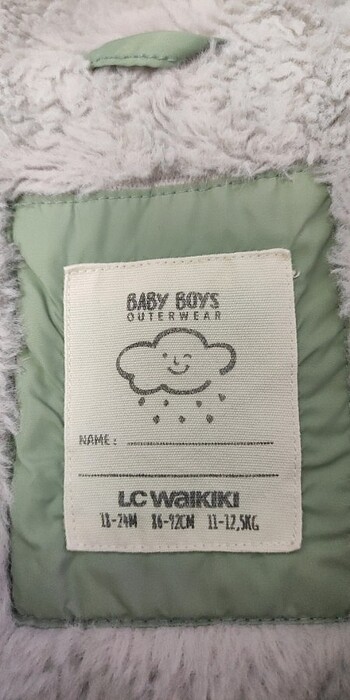 BABY BOYS
OUTERWEAR
NAME:
LC WAIKIKI
18-24M 86-92CM 11-12,5KG